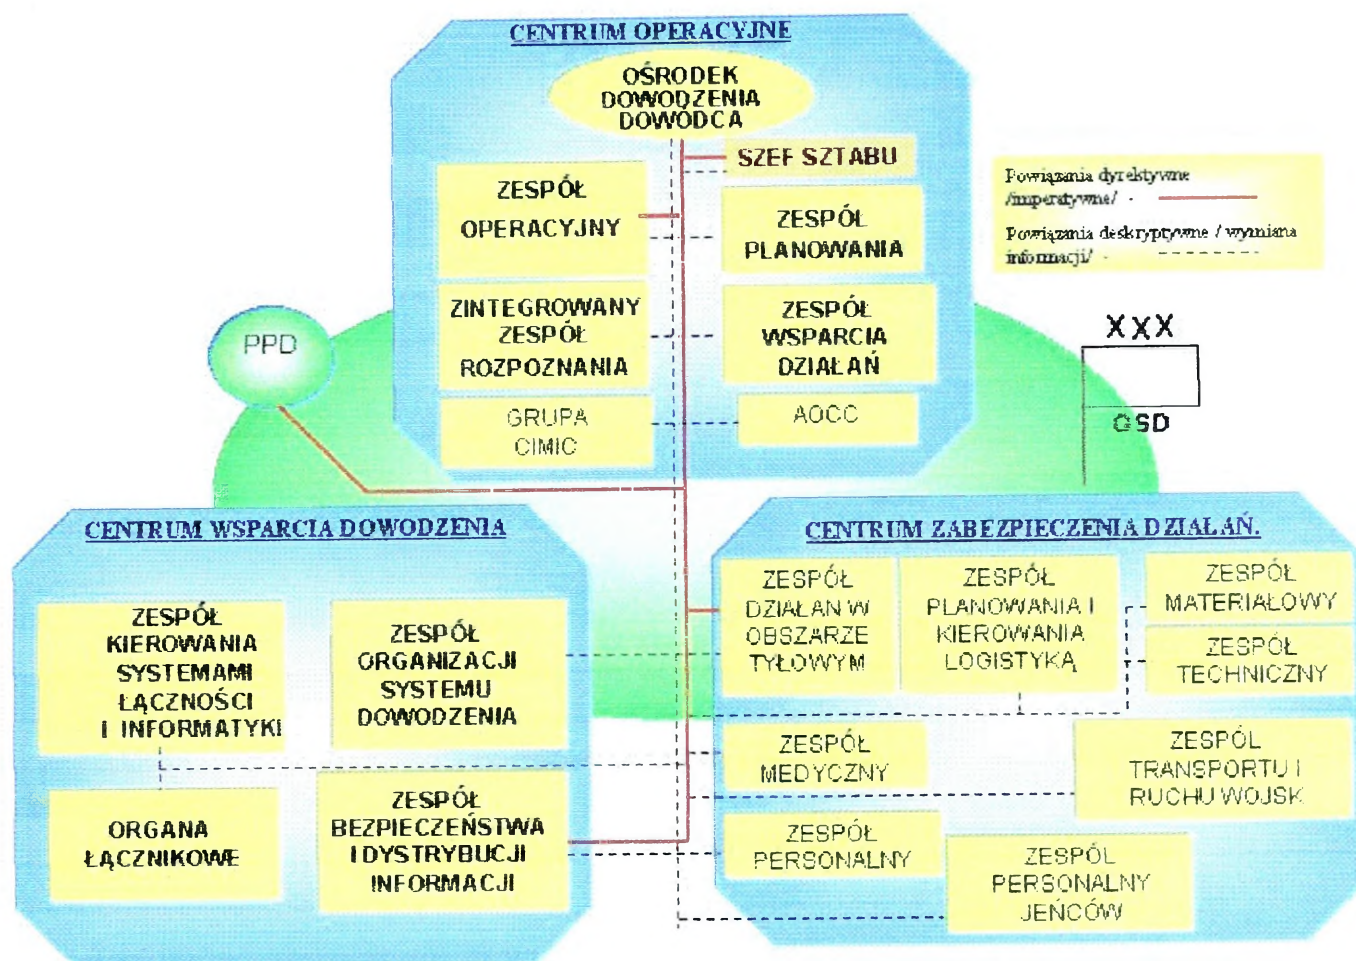 CENTRUM OPERACYJNE
OŚRODEK
DOWODZENIA
DOWÓDCA
SZEF SZTABU
ZESPÓŁ
OPERACYJNY
ZESPÓŁ
PLANOWANIA
ZINTEGROWANY
ZESPÓŁ
ROZPOZNANIA
ZESPÓŁ
WSPARCIA
DZIAŁAŃ
GRUPA
CIMIC
AOCC
Powiązania dyrektywne
/imperatywne/ -
Powiązania deskryptywne / wymiana
informacji/ -
PPD
XXX
GSD
CENTRUM WSPARCIA DOWODZENIA
ZESPÓŁ
KIEROWANIA
SYSTEMAMI
ŁĄCZNOŚCI
I INFORMATYKI
ZESPÓŁ
ORGANIZACJI
SYSTEMU
DOWODZENIA
ORGANA
ŁĄCZNIKOWE
ZESPÓŁ
BEZPIECZEŃSTWA
I DYSTRYBUCJI
INFORMACJI
CENTRUM ZABEZPIECZENIA DZIAŁAŃ.
ZESPÓŁ
DZIAŁAŃ W
OBSZARZE
TYŁOWYM
ZESPÓŁ
PLANOWANIA I
KIEROWANIA
LOGISTYKĄ
ZESPÓŁ
MATERIAŁOWY
ZESPÓŁ
TECHNICZNY
ZESPÓŁ
MEDYCZNY
ZESPÓL
TRANSPORTU I
RUCHU WOJSK
ZESPÓŁ
PERSONALNY
ZESPÓL
PERSONALNY
JEŃCÓW